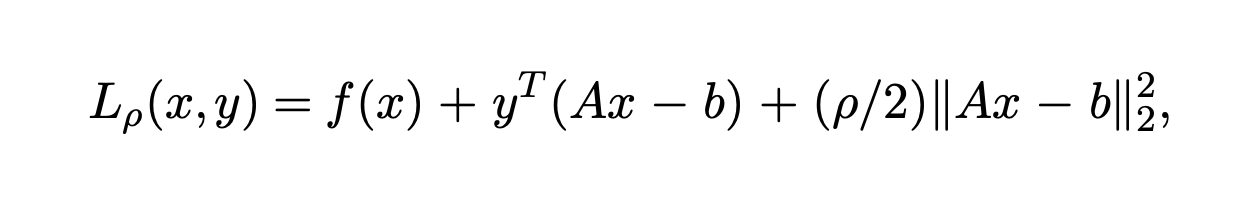 L_ρ(x, y) = f(x) + y^T(Ax − b) + (ρ/2)‖Ax − b‖_2^2,